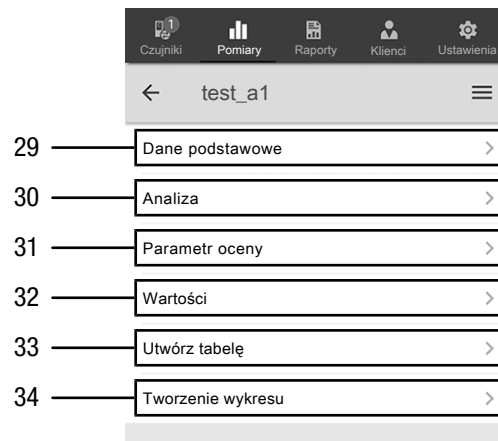 1
Czujniki Pomiary Raporty Klienci Ustawienia
test_a1
29 Dane podstawowe
30 Analiza
31 Parametr oceny
32 Wartości
33 Utwórz tabelę
34 Tworzenie wykresu